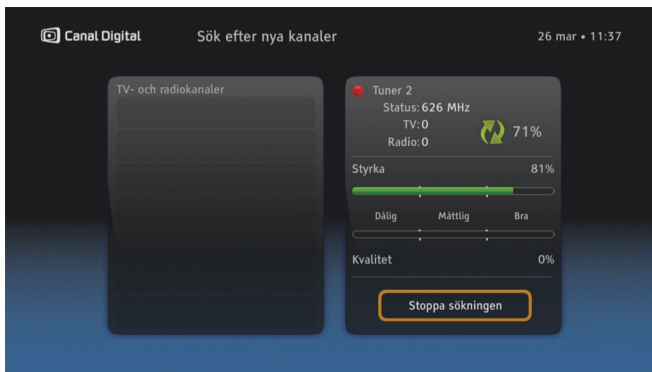 Canal Digital
Sök efter nya kanaler
26 mar • 11:37
TV- och radiokanaler
Tuner 2
Status: 626 MHz
TV: 0
Radio: 0
71%
Styrka 81%
Dålig Måttlig Bra
Kvalitet 0%
Stoppa sökningen